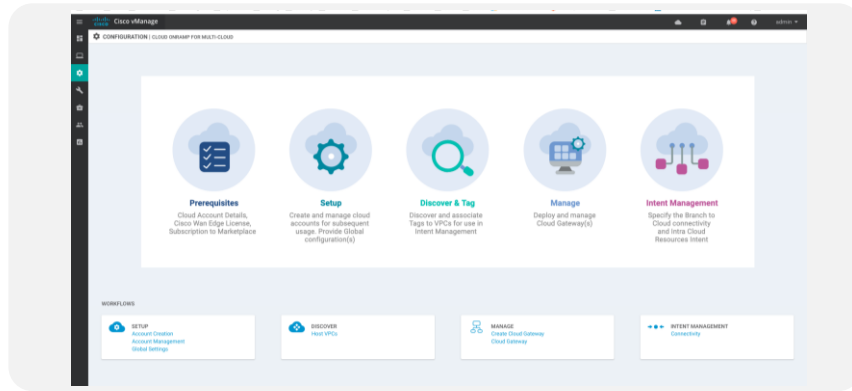 cisco Cisco vManage
admin
CONFIGURATION | CLOUD ONRAMP FOR MULTI-CLOUD
Prerequisites
Cloud Account Details,
Cisco Wan Edge License,
Subscription to Marketplace
Setup
Create and manage cloud
accounts for subsequent
usage. Provide Global
configuration(s)
Discover & Tag
Discover and associate
Tags to VPCs for use in
Intent Management
Manage
Deploy and manage
Cloud Gateway(s)
Intent Management
Specify the Branch to
Cloud connectivity
and Intra Cloud
Resources Intent
WORKFLOWS
SETUP
Account Creation
Account Management
Global Settings
DISCOVER
Host VPCs
MANAGE
Create Cloud Gateway
Cloud Gateway
INTENT MANAGEMENT
Connectivity